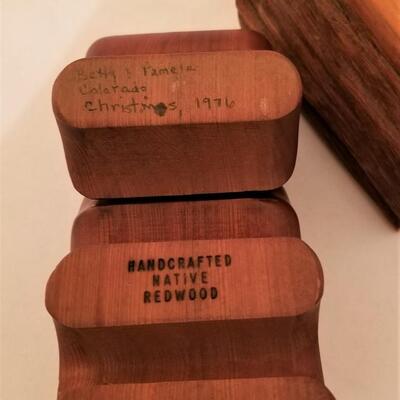 Betty & Pamela
Colorado
Christmas, 1976
HANDCRAFTED
NATIVE
REDWOOD